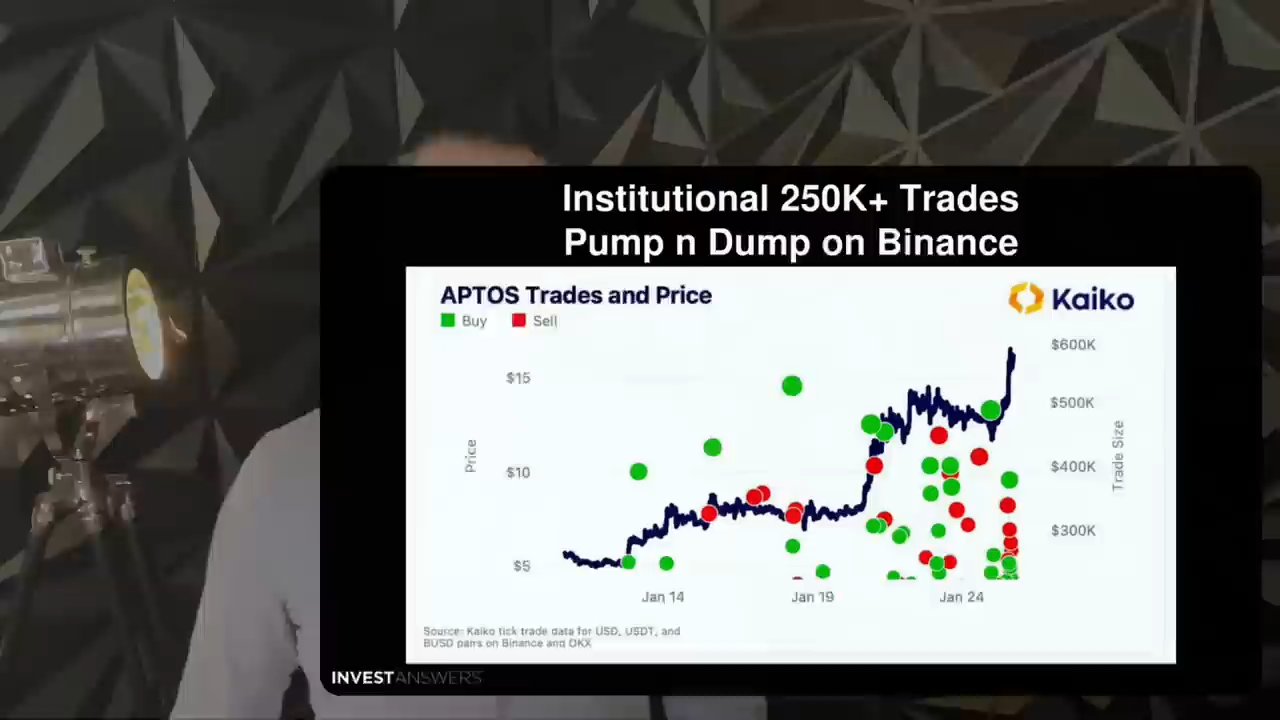 Institutional 250K+ Trades
Pump n Dump on Binance
APTOS Trades and Price
Kaiko
Buy Sell
$600K
$15
$500K
Price
Trade Size
$10
$400K
$300K
$5
Jan 14 Jan 19 Jan 24
Source: Kaiko tick trade data for USD, USDT, and
BUSD pairs on Binance and OKX
INVESTANSWERS